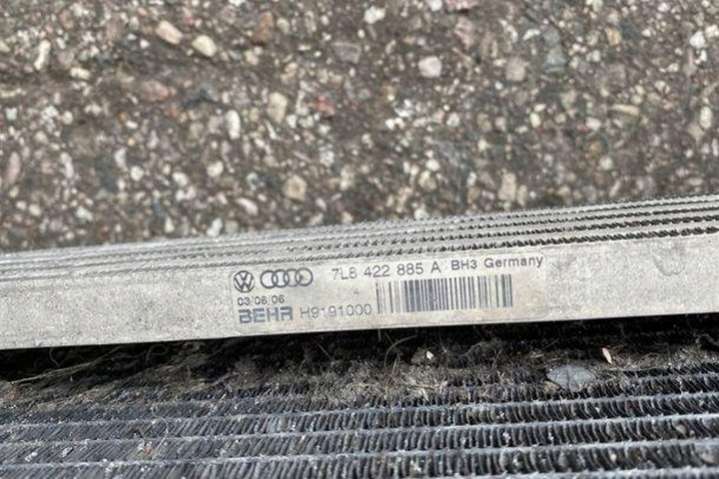 7L8 422 885 A BH3 Germany
03/08/06
BEHR H9191000